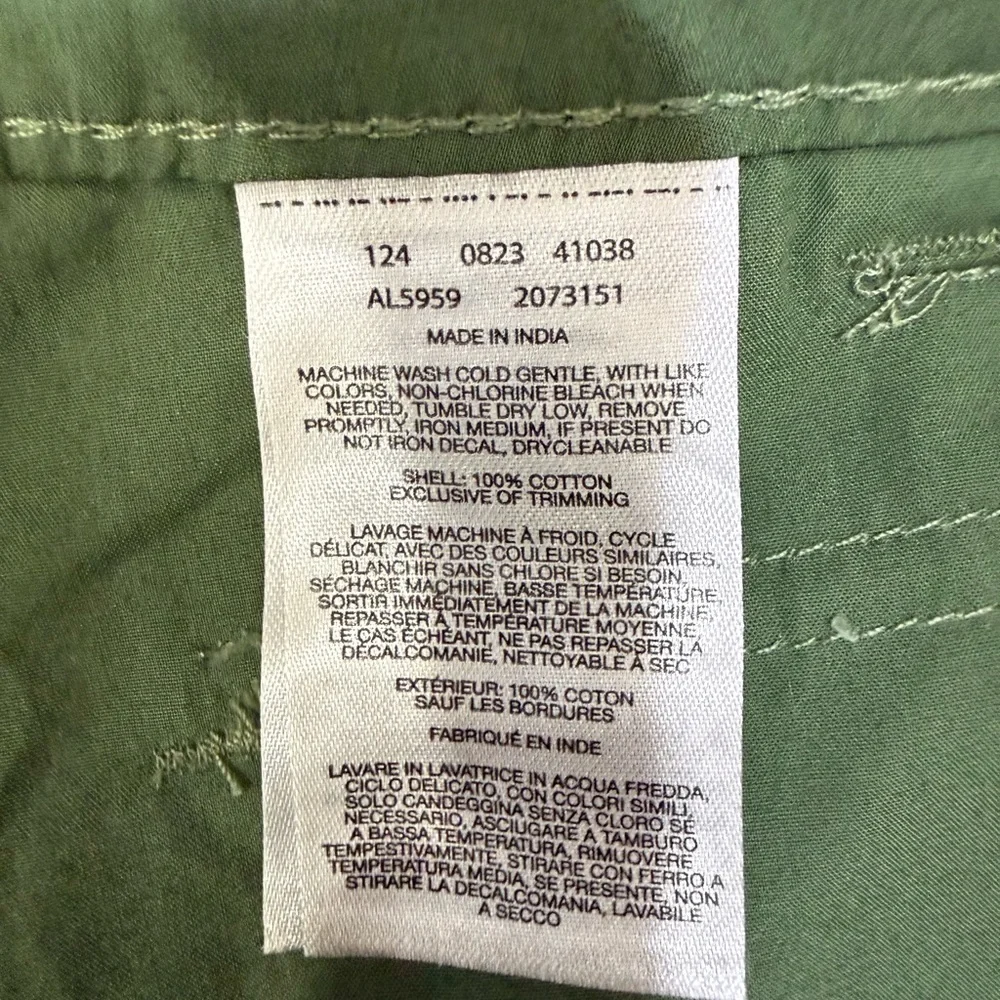 124 0823 41038
AL5959 2073151
MADE IN INDIA
MACHINE WASH COLD GENTLE, WITH LIKE
COLORS, NON-CHLORINE BLEACH WHEN
NEEDED, TUMBLE DRY LOW, REMOVE
PROMPTLY, IRON MEDIUM, IF PRESENT DO
NOT IRON DECAL, DRYCLEANABLE
SHELL: 100% COTTON
EXCLUSIVE OF TRIMMING
LAVAGE MACHINE À FROID, CYCLE
DÉLICAT, AVEC DES COULEURS SIMILAIRES,
BLANCHIR SANS CHLORE SI BESOIN,
SÉCHAGE MACHINE, BASSE TEMPÉRATURE,
SORTIR IMMÉDIATEMENT DE LA MACHINE,
REPASSER À TEMPÉRATURE MOYENNE,
LE CAS ÉCHÉANT, NE PAS REPASSER LA
DÉCALCOMANIE, NETTOYABLE À SEC
EXTÉRIEUR: 100% COTON
SAUF LES BORDURES
FABRIQUÉ EN INDE
LAVARE IN LAVATRICE IN ACQUA FREDDA,
CICLO DELICATO, CON COLORI SIMILI,
SOLO CANDEGGINA SENZA CLORO SE
NECESSARIO, ASCIUGARE A TAMBURO
A BASSA TEMPERATURA, RIMUOVERE
TEMPESTIVAMENTE, STIRARE CON FERRO A
TEMPERATURA MEDIA, SE PRESENTE, NON
STIRARE LA DECALCOMANIA, LAVABILE
A SECCO